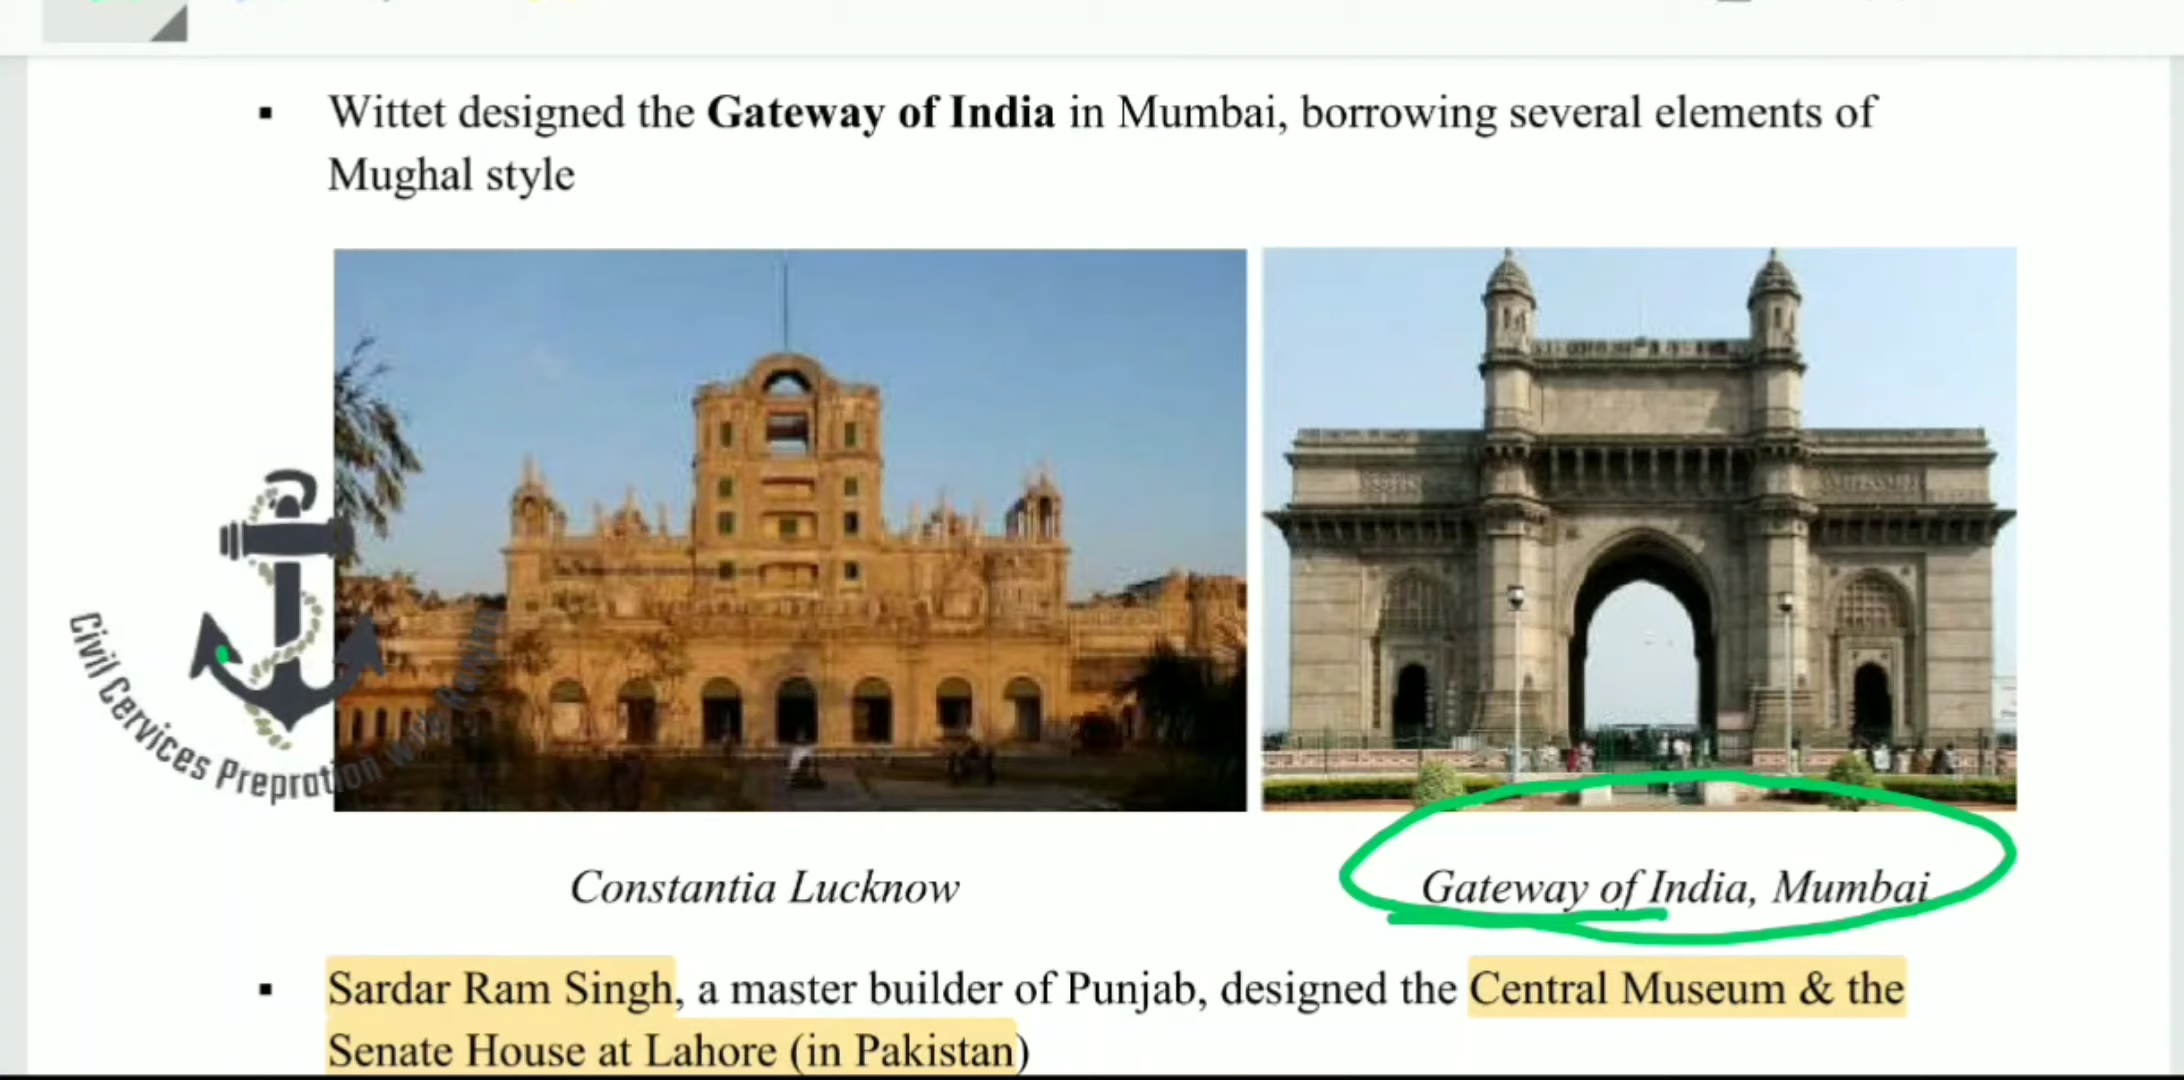 ▪ Wittet designed the Gateway of India in Mumbai, borrowing several elements of
Mughal style
Civil Cervices Prepration With
Constantia Lucknow
Gateway of India, Mumbai
▪ Sardar Ram Singh, a master builder of Punjab, designed the Central Museum & the
Senate House at Lahore (in Pakistan)